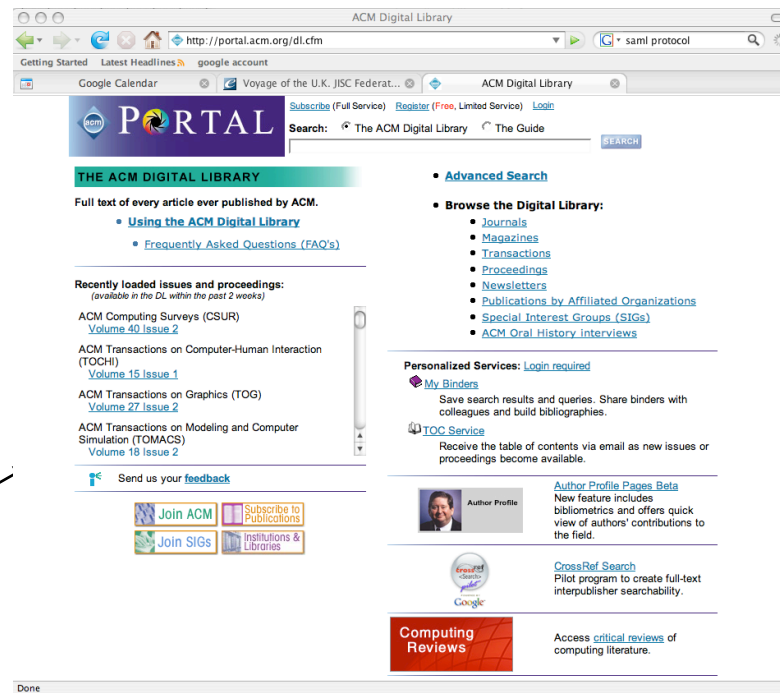 ACM Digital Library
http://portal.acm.org/dl.cfm
G saml protocol
Getting Started Latest Headlines google account
Google Calendar Voyage of the U.K. JISC Federat... ACM Digital Library
acm PORTAL
Subscribe (Full Service) Register (Free, Limited Service) Login
Search: The ACM Digital Library The Guide
SEARCH
THE ACM DIGITAL LIBRARY
Full text of every article ever published by ACM.
Using the ACM Digital Library
Frequently Asked Questions (FAQ's)
Recently loaded issues and proceedings:
(available in the DL within the past 2 weeks)
ACM Computing Surveys (CSUR)
Volume 40 Issue 2
ACM Transactions on Computer-Human Interaction
(TOCHI)
Volume 15 Issue 1
ACM Transactions on Graphics (TOG)
Volume 27 Issue 2
ACM Transactions on Modeling and Computer
Simulation (TOMACS)
Volume 18 Issue 2
Send us your feedback
Join ACM
Subscribe to
Publications
Join SIGs
Institutions &
Libraries
Advanced Search
Browse the Digital Library:
Journals
Magazines
Transactions
Proceedings
Newsletters
Publications by Affiliated Organizations
Special Interest Groups (SIGs)
ACM Oral History interviews
Personalized Services: Login required
My Binders
Save search results and queries. Share binders with
colleagues and build bibliographies.
TOC Service
Receive the table of contents via email as new issues or
proceedings become available.
Author Profile
Author Profile Pages Beta
New feature includes
bibliometrics and offers quick
view of authors' contributions to
the field.
crossref
Search
pilot
Google
CrossRef Search
Pilot program to create full-text
interpublisher searchability.
Computing
Reviews
Access critical reviews of
computing literature.
Done